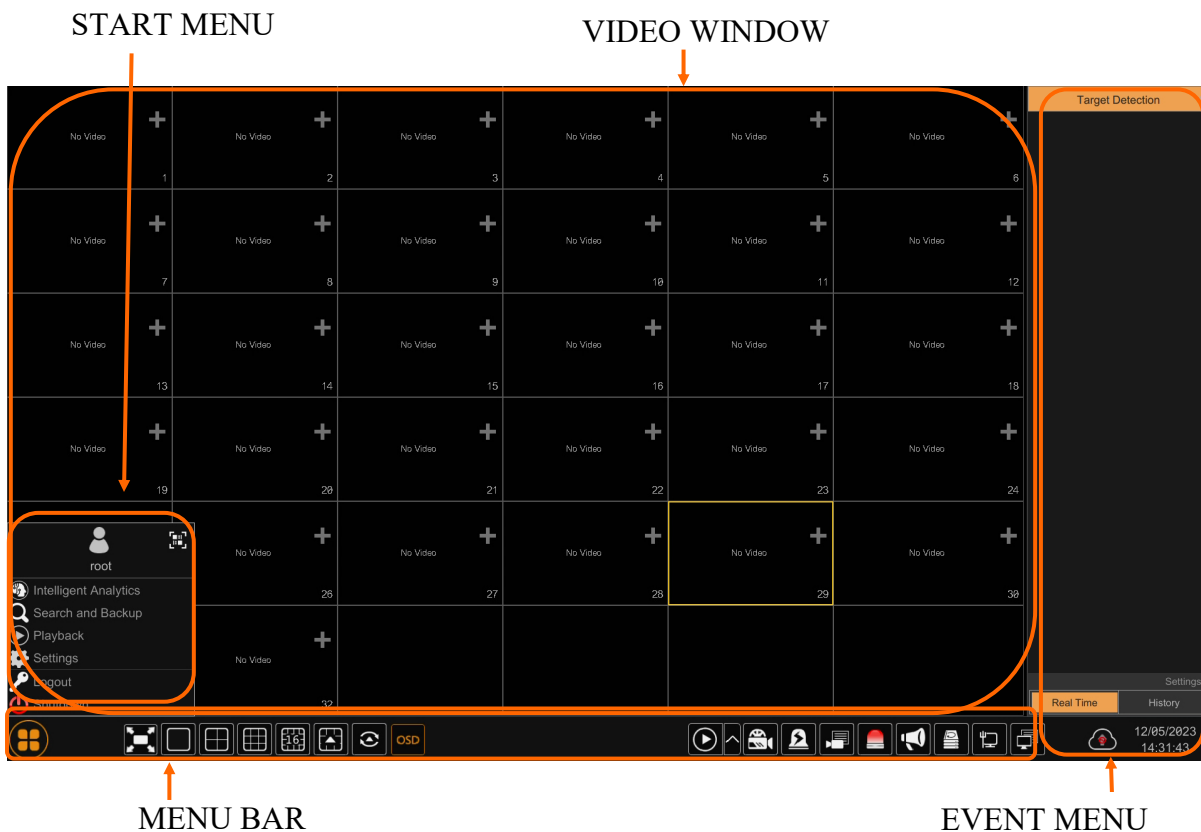 START MENU
VIDEO WINDOW
Target Detection
No Video No Video No Video No Video No Video No Video
1 2 3 4 5 6
No Video No Video No Video No Video No Video No Video
7 8 9 10 11 12
No Video No Video No Video No Video No Video No Video
13 14 15 16 17 18
No Video No Video No Video No Video No Video No Video
19 20 21 22 23 24
No Video No Video No Video No Video No Video
26 27 28 29 30
root
Intelligent Analytics
Search and Backup
Playback
Settings
Logout
No Video
32
Settings
Real Time History
16
OSD
12/05/2023
14:31:43
MENU BAR
EVENT MENU